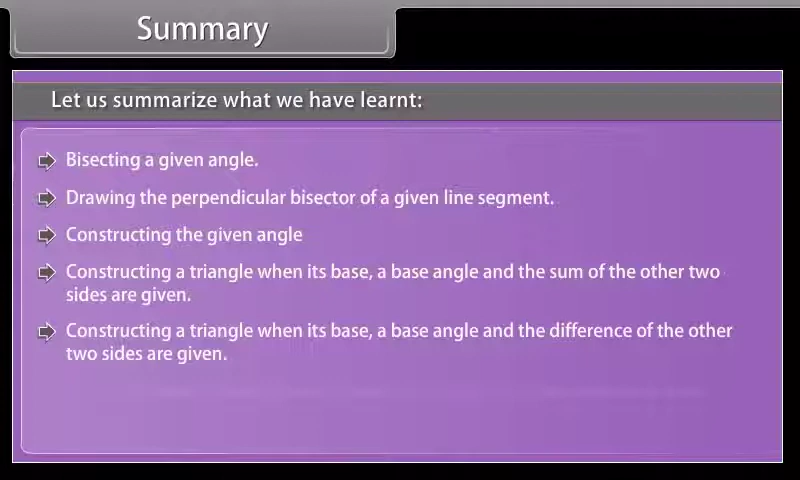 Summary
Let us summarize what we have learnt:
Bisecting a given angle.
Drawing the perpendicular bisector of a given line segment.
Constructing the given angle
Constructing a triangle when its base, a base angle and the sum of the other two
sides are given.
Constructing a triangle when its base, a base angle and the difference of the other
two sides are given.